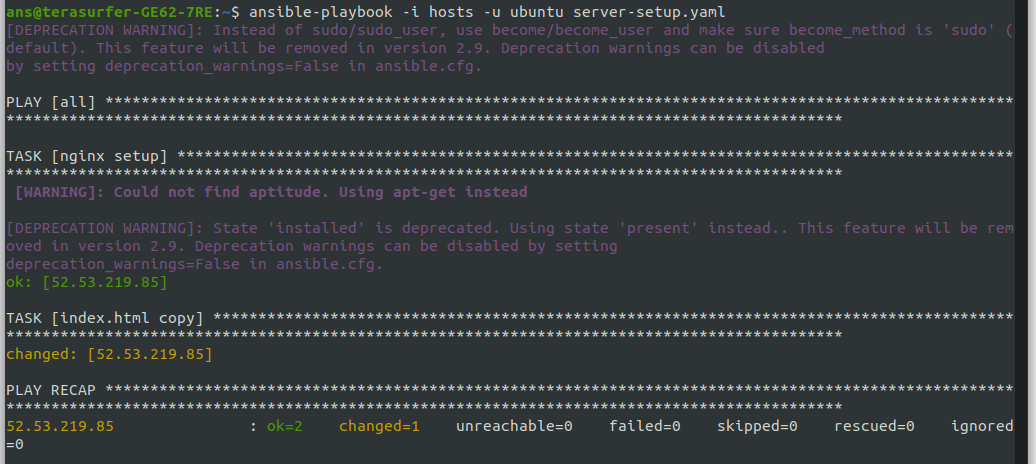 ans@terasurfer-GE62-7RE:~$ ansible-playbook -i hosts -u ubuntu server-setup.yaml
[DEPRECATION WARNING]: Instead of sudo/sudo_user, use become/become_user and make sure become_method is 'sudo' (
default). This feature will be removed in version 2.9. Deprecation warnings can be disabled
by setting deprecation_warnings=False in ansible.cfg.
PLAY [all] *****************************************************************************************************
*********************************************************************************************
TASK [nginx setup] *********************************************************************************************
*********************************************************************************************
[WARNING]: Could not find aptitude. Using apt-get instead
[DEPRECATION WARNING]: State 'installed' is deprecated. Using state 'present' instead.. This feature will be rem
oved in version 2.9. Deprecation warnings can be disabled by setting
deprecation_warnings=False in ansible.cfg.
ok: [52.53.219.85]
TASK [index.html copy] *****************************************************************************************
*********************************************************************************************
changed: [52.53.219.85]
PLAY RECAP *****************************************************************************************************
*********************************************************************************************
52.53.219.85 : ok=2 changed=1 unreachable=0 failed=0 skipped=0 rescued=0 ignored
=0